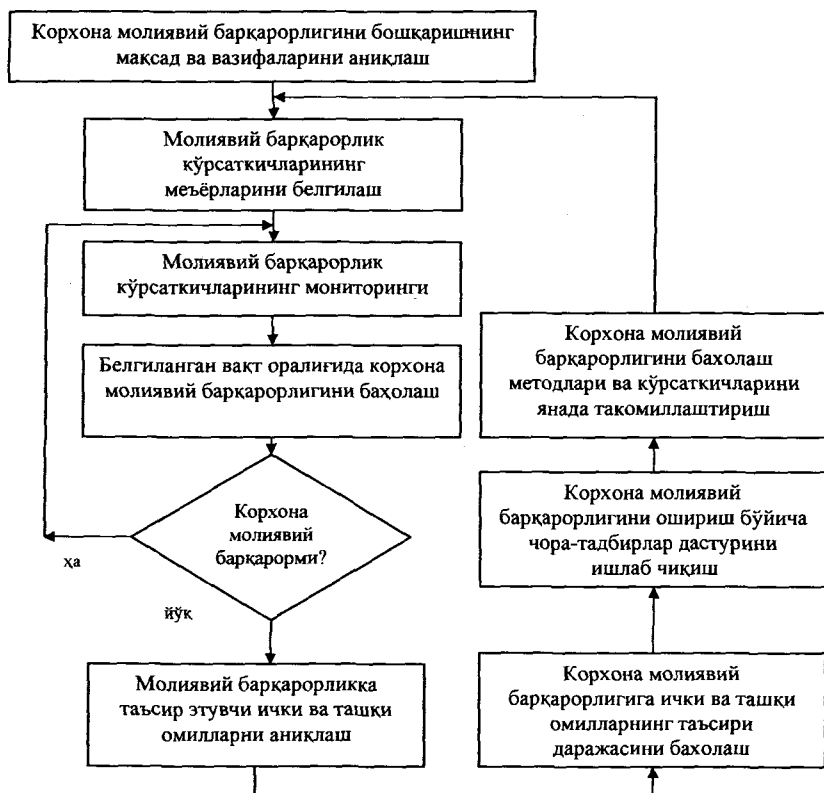 Корхона молиявий барқарорлигини бошқаришнинг
мақсад ва вазифаларини аниқлаш
Молиявий барқарорлик
кўрсаткичларининг
меъёрларини белгилаш
Молиявий барқарорлик
кўрсаткичларининг мониторинги
Белгиланган вақт оралиғида корхона
молиявий барқарорлигини баҳолаш
Корхона
молиявий
барқарорми?
ҳа
йўқ
Молиявий барқарорликка
таъсир этувчи ички ва ташқи
омилларни аниқлаш
Корхона молиявий
барқарорлигини бахолаш
методлари ва кўрсаткичларини
янада такомиллаштириш
Корхона молиявий
барқарорлигини ошириш бўйича
чора-тадбирлар дастурини
ишлаб чиқиш
Корхона молиявий
барқарорлигига ички ва ташқи
омилларнинг таъсири
даражасини бахолаш